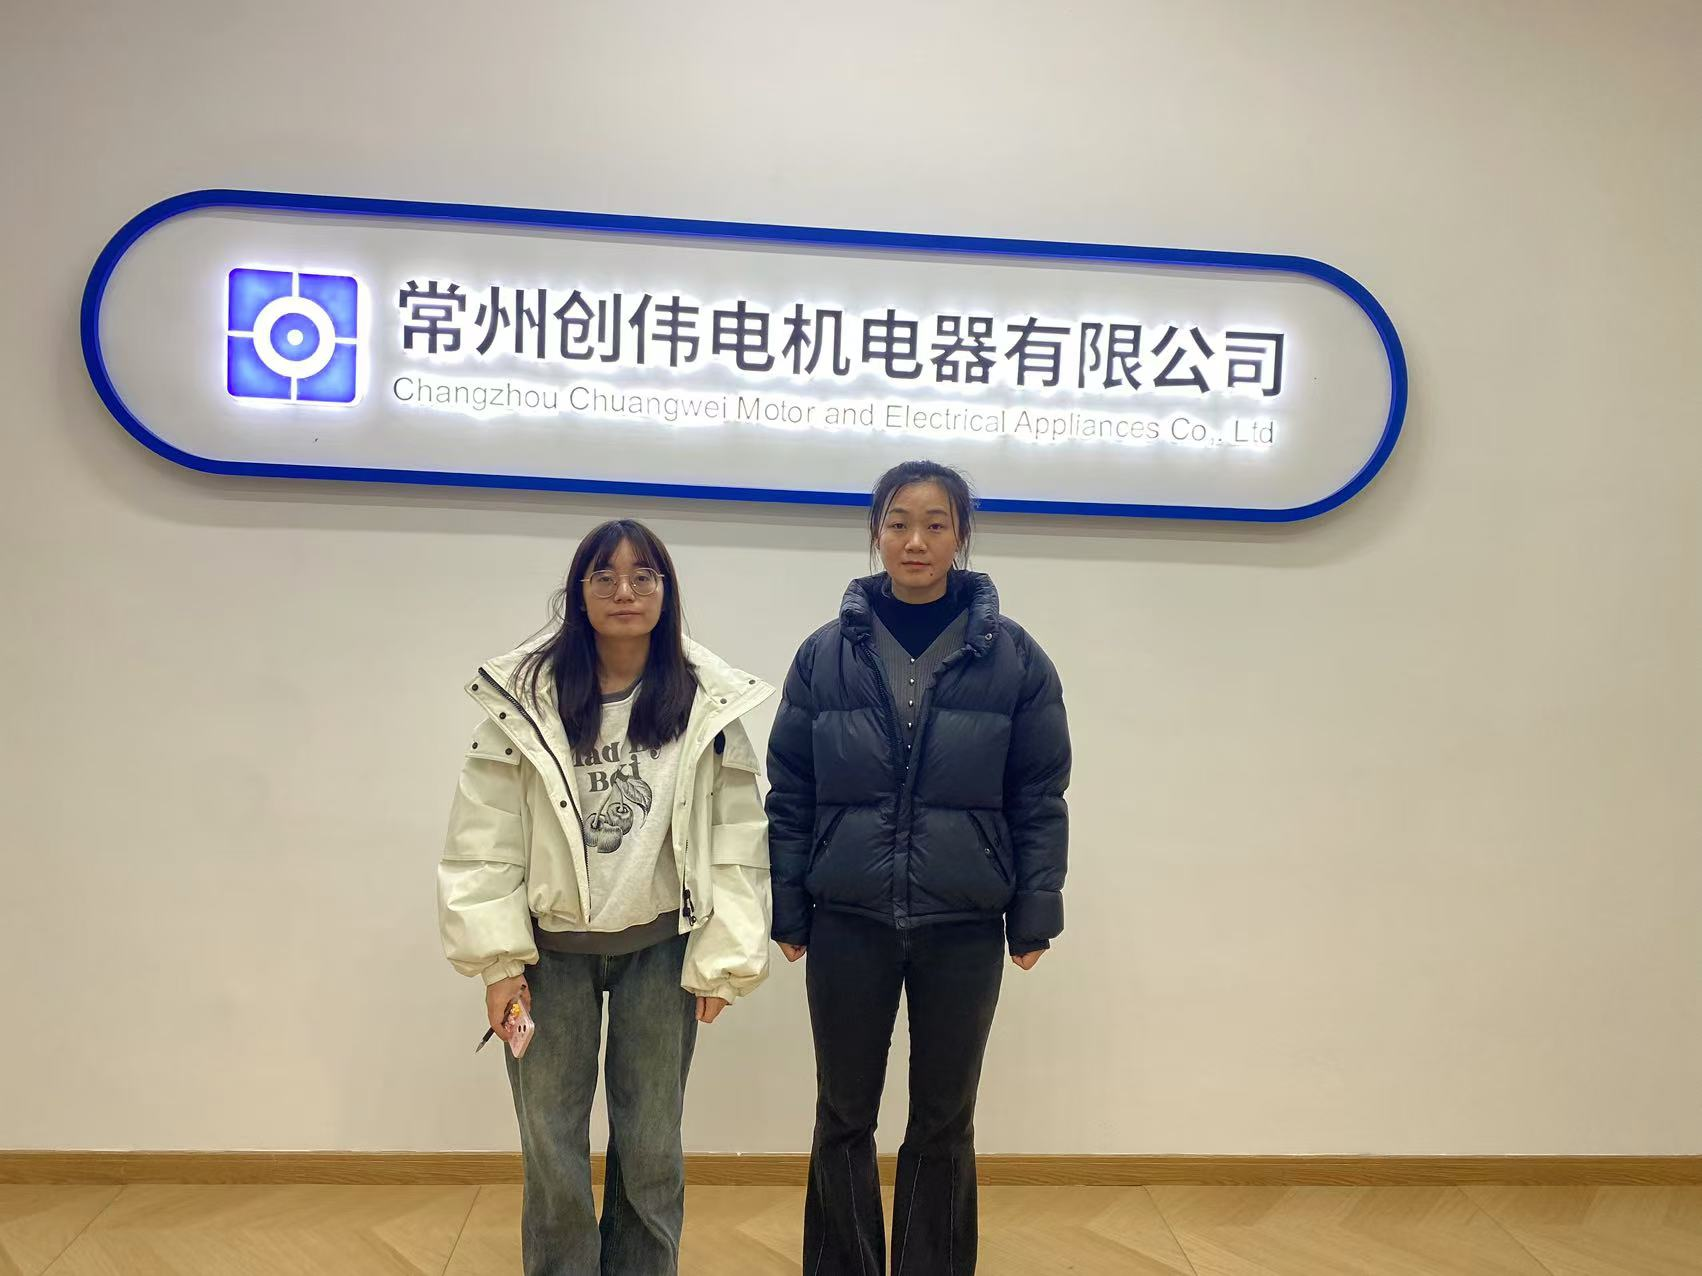 常州创伟电机电器有限公司
Changzhou Chuangwei Motor and Electrical Appliances Co,. Ltd